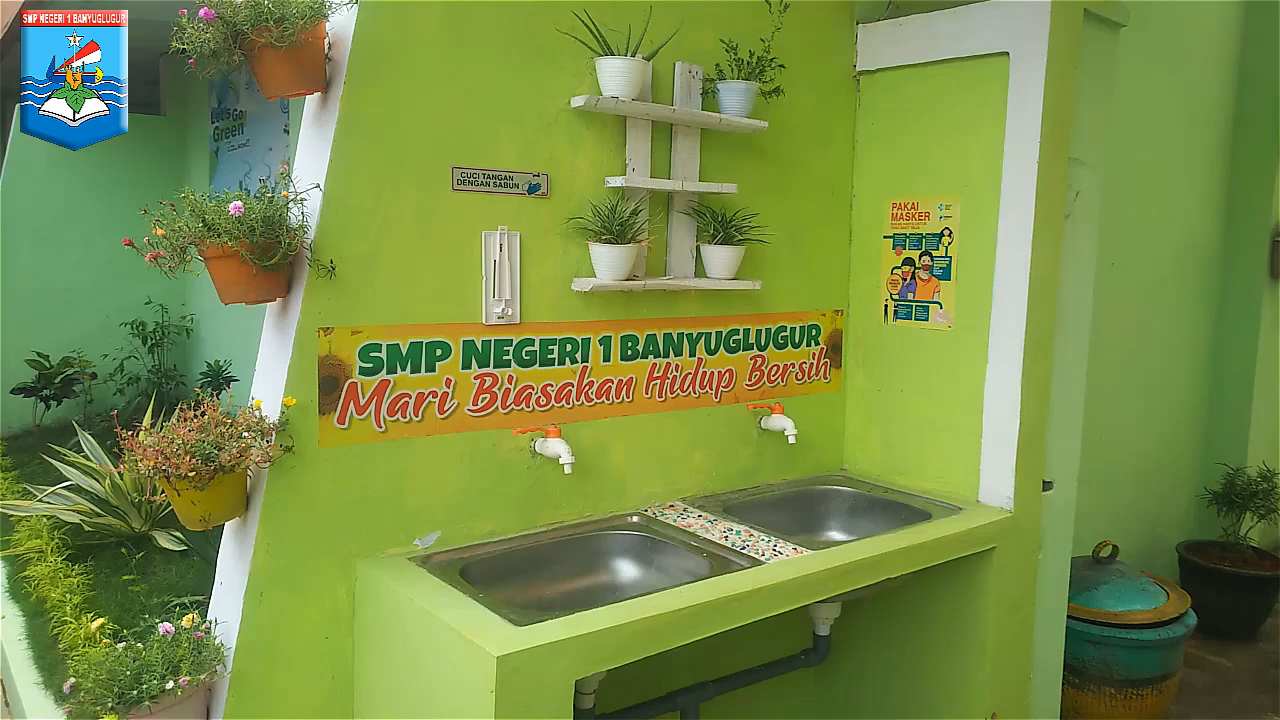 SMP NEGERI 1 BANYUGLUGUR
Let's Go
Green
CUCI TANGAN
DENGAN SABUN
PAKAI
MASKER
SMP NEGERI 1 BANYUGLUGUR
Mari Biasakan Hidup Bersih